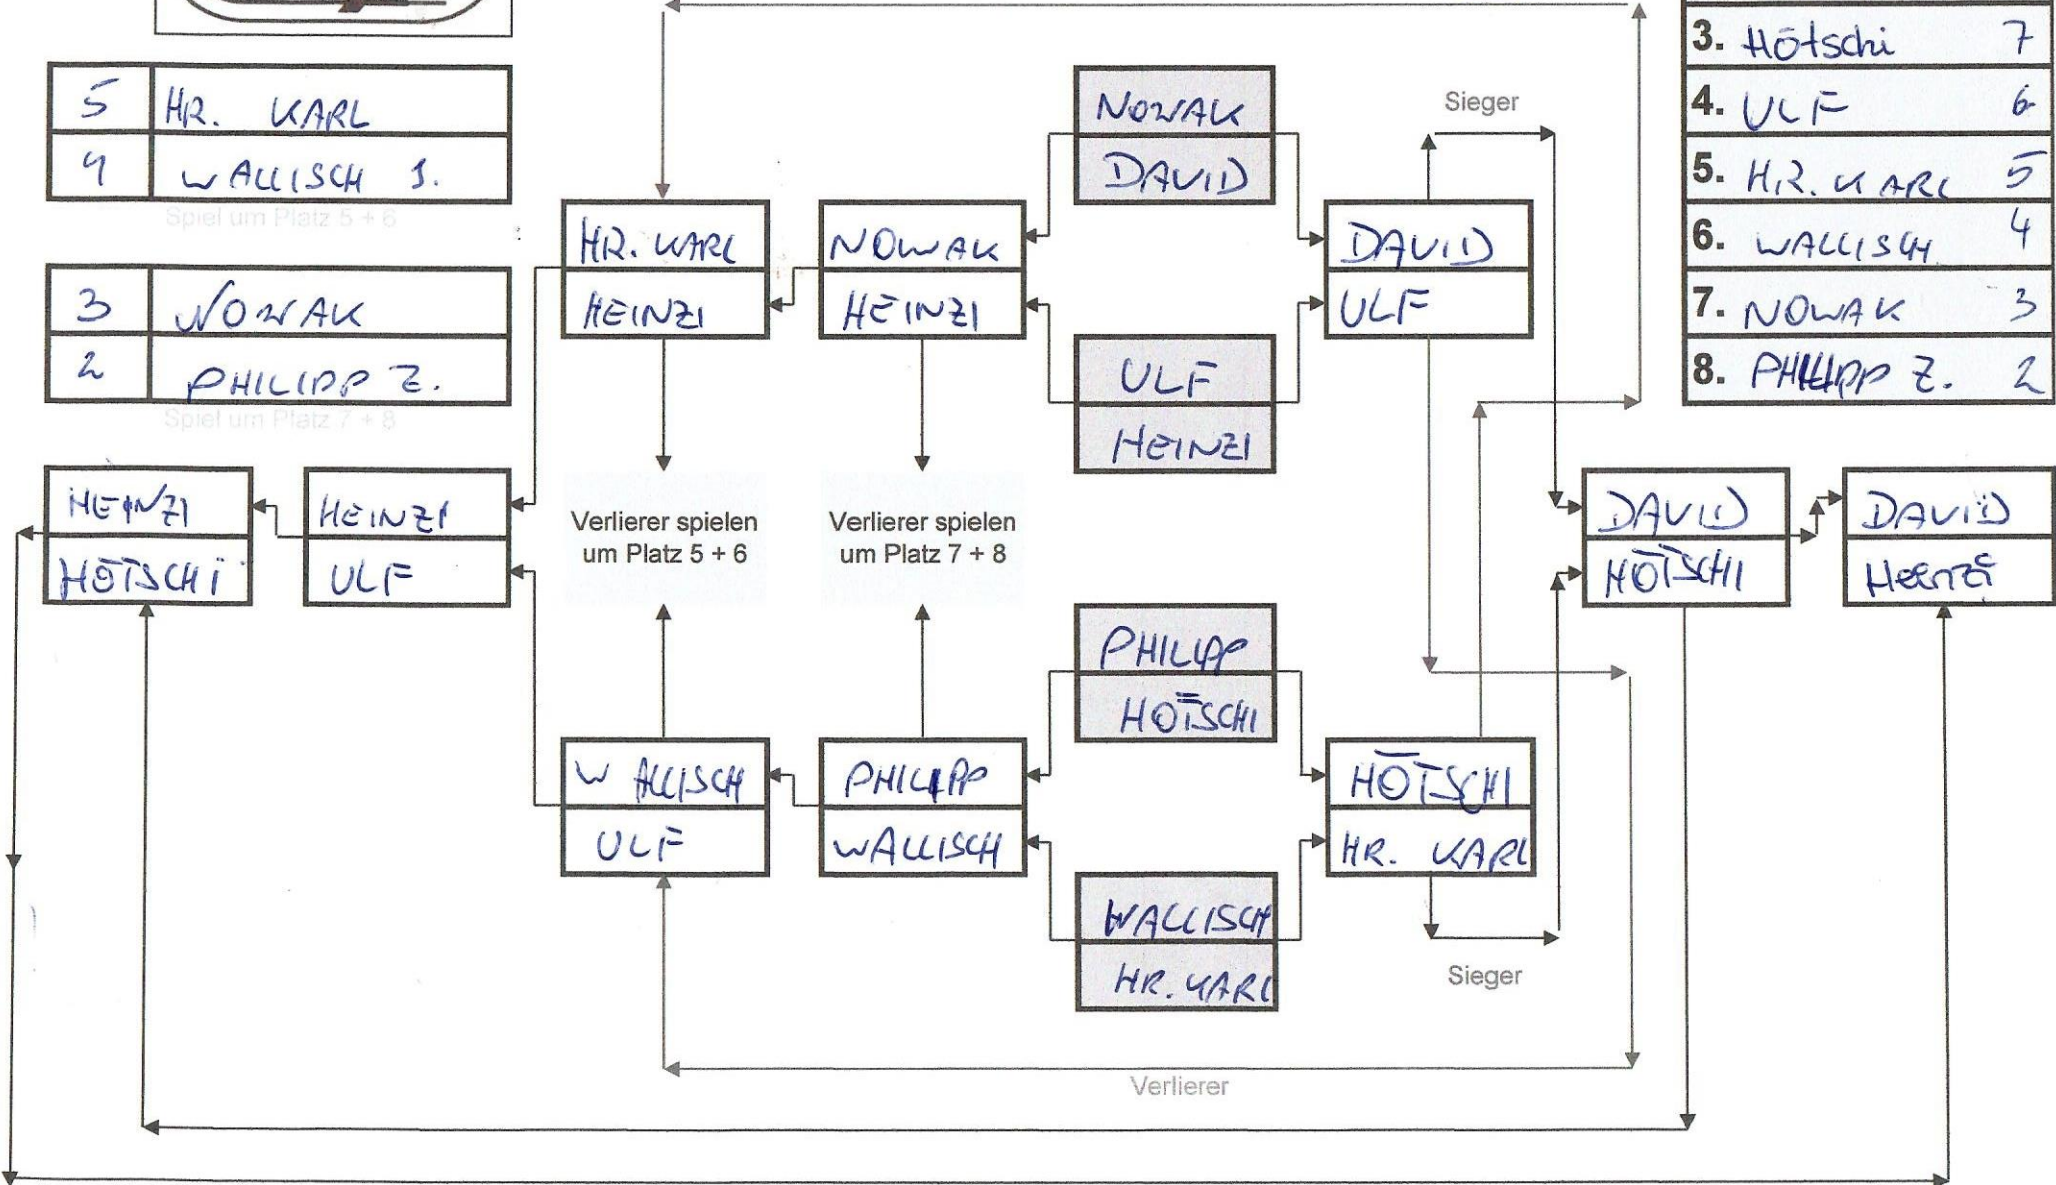 3. Hötschi 7
4. ULF 6
5. HR. KARL 5
6. WALLISCH 4
7. NOWAK 3
8. PHILIPP Z. 2
5 HR. KARL
4 WALLISCH J.
Spiel um Platz 5 + 6
3 NOWAK
2 PHILIPP Z.
Spiel um Platz 7 + 8
NOWAK
DAVID
Sieger
HR. KARL
HEINZI
NOWAK
HEINZI
DAVID
ULF
ULF
HEINZI
HEINZI
HÖTSCHI
HEINZI
ULF
Verlierer spielen
um Platz 5 + 6
Verlierer spielen
um Platz 7 + 8
DAVID
HÖTSCHI
DAVID
Heinzi
PHILIPP
HÖTSCHI
WALLISCH
ULF
PHILIPP
WALLISCH
HÖTSCHI
HR. KARL
WALLISCH
HR. KARL
Sieger
Verlierer